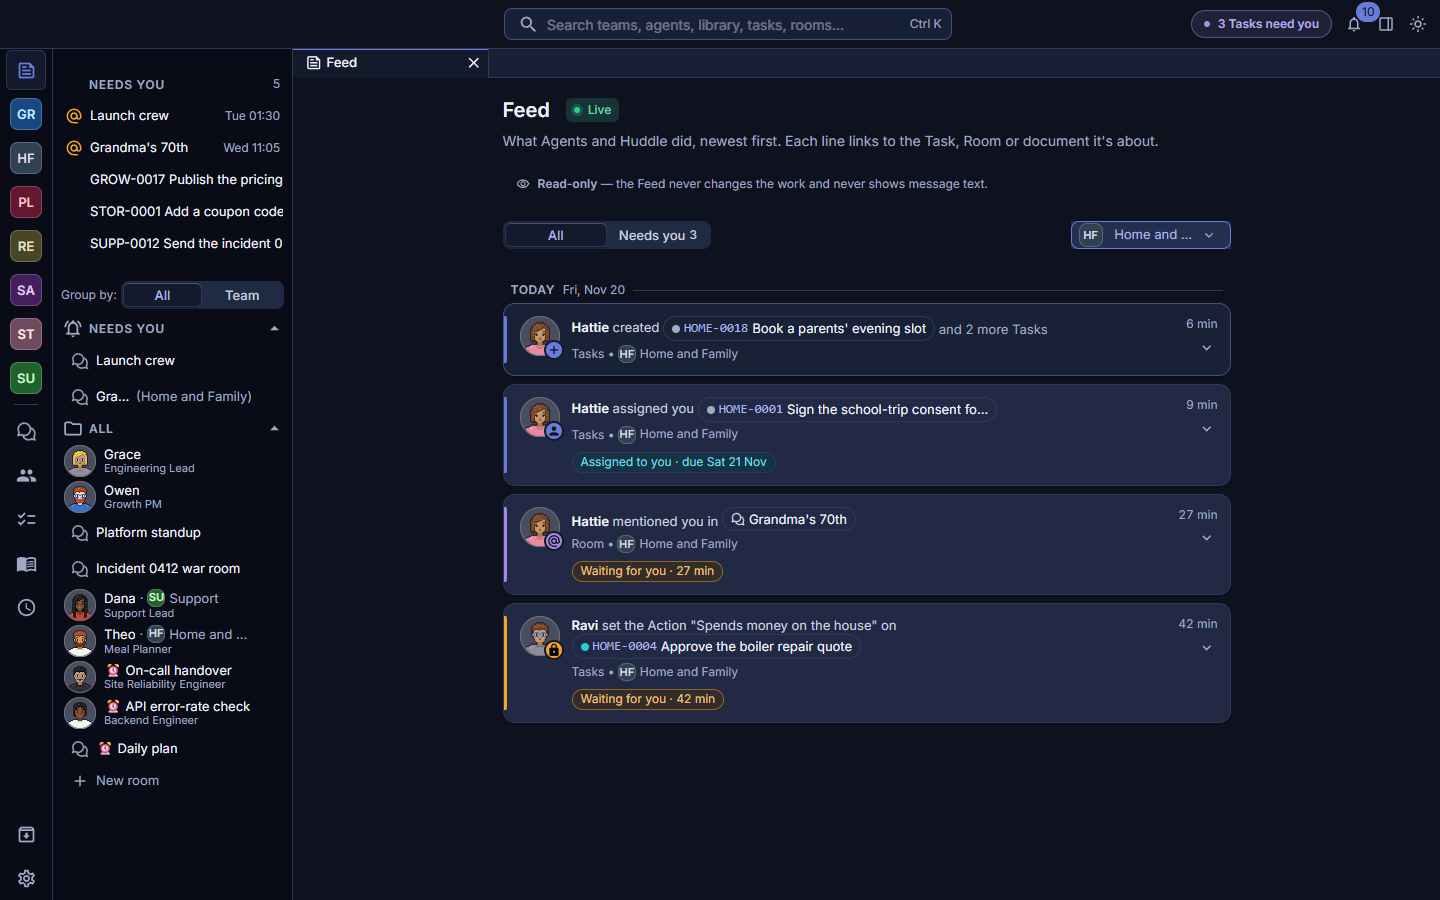 Search teams, agents, library, tasks, rooms...
Ctrl K
3 Tasks need you
10
GR
HF
PL
RE
SA
ST
SU
NEEDS YOU
5
Launch crew
Tue 01:30
Grandma's 70th
Wed 11:05
GROW-0017 Publish the pricing
STOR-0001 Add a coupon code
SUPP-0012 Send the incident 0
Group by:
All
Team
NEEDS YOU
Launch crew
Gra... (Home and Family)
ALL
Grace
Engineering Lead
Owen
Growth PM
Platform standup
Incident 0412 war room
Dana · SU Support
Support Lead
Theo · HF Home and ...
Meal Planner
On-call handover
Site Reliability Engineer
API error-rate check
Backend Engineer
Daily plan
New room
Feed
Feed
Live
What Agents and Huddle did, newest first. Each line links to the Task, Room or document it's about.
Read-only — the Feed never changes the work and never shows message text.
All
Needs you 3
HF Home and ...
TODAY Fri, Nov 20
Hattie created HOME-0018 Book a parents' evening slot and 2 more Tasks
6 min
Tasks • HF Home and Family
Hattie assigned you HOME-0001 Sign the school-trip consent fo...
9 min
Tasks • HF Home and Family
Assigned to you · due Sat 21 Nov
Hattie mentioned you in Grandma's 70th
27 min
Room • HF Home and Family
Waiting for you · 27 min
Ravi set the Action "Spends money on the house" on
42 min
HOME-0004 Approve the boiler repair quote
Tasks • HF Home and Family
Waiting for you · 42 min